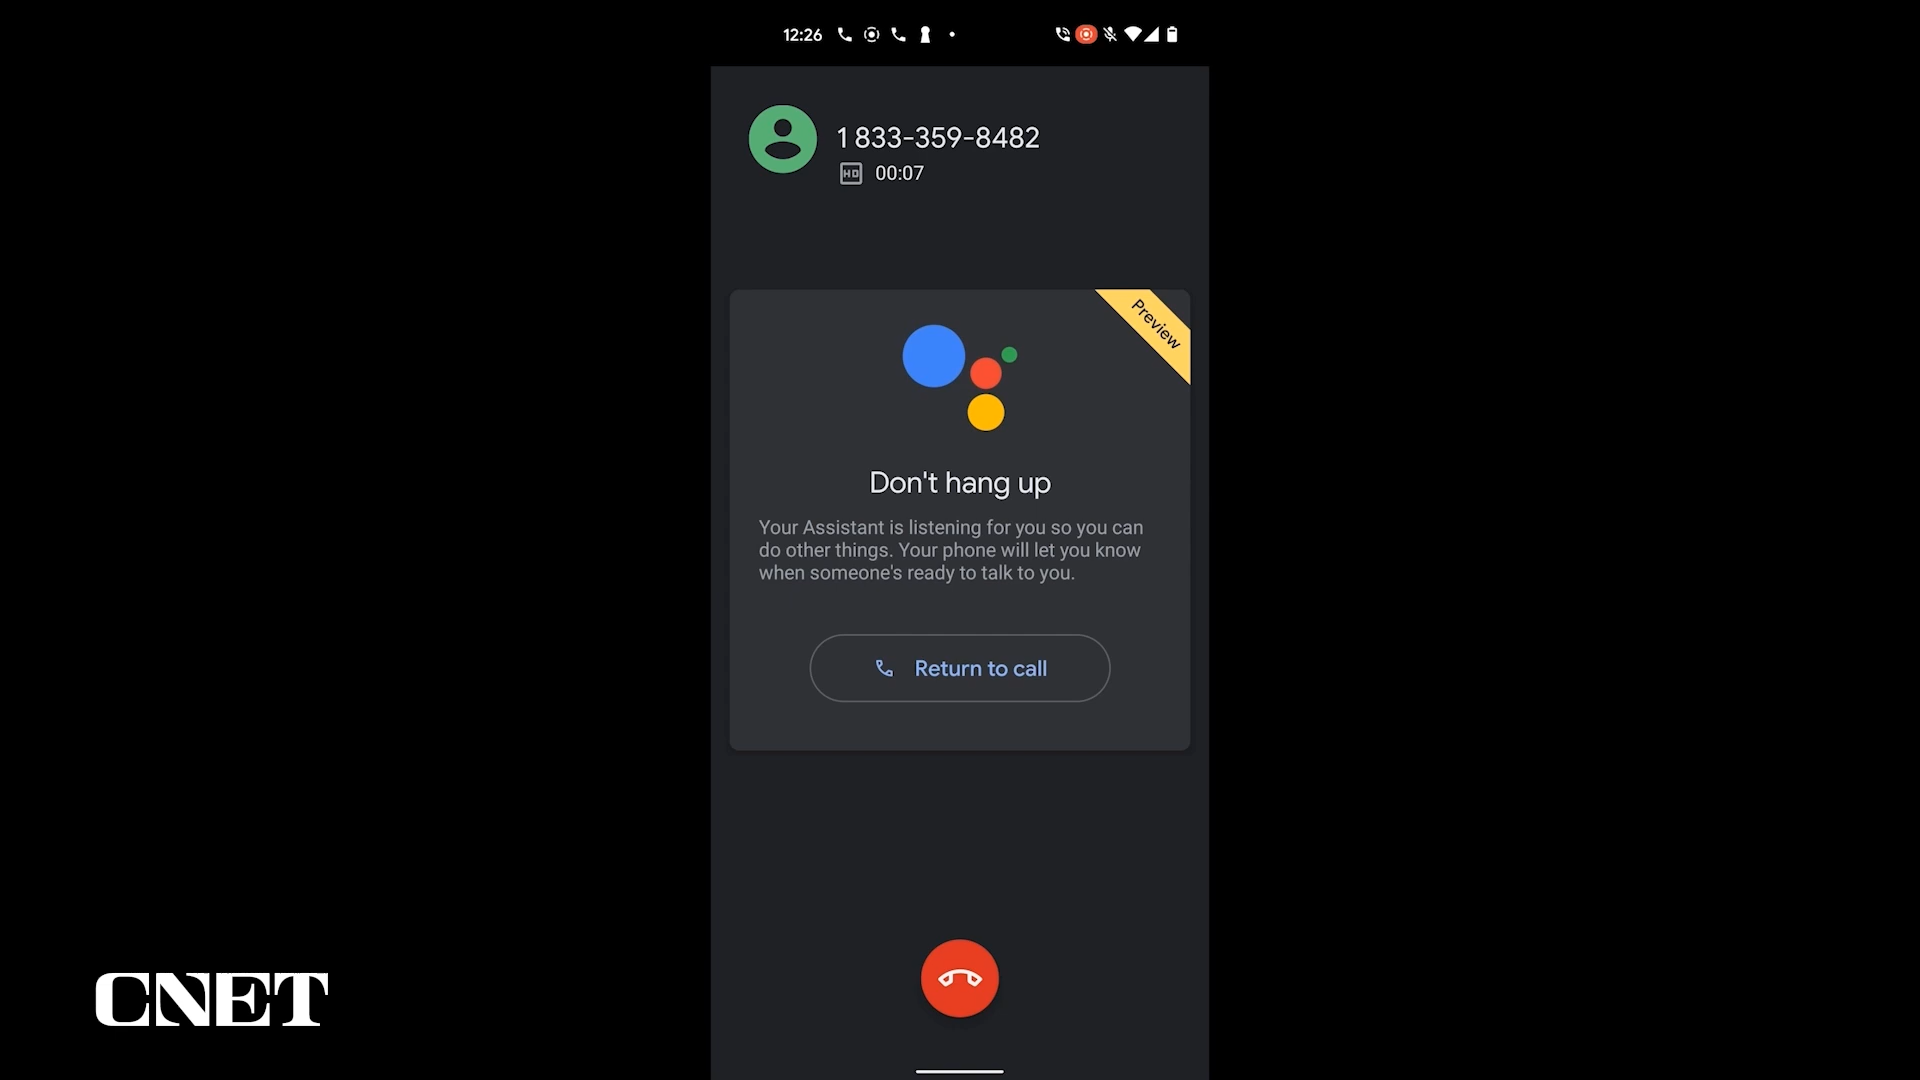 12:26
1 833-359-8482
HD 00:07
Preview
Don't hang up
Your Assistant is listening for you so you can
do other things. Your phone will let you know
when someone's ready to talk to you.
Return to call
CNET